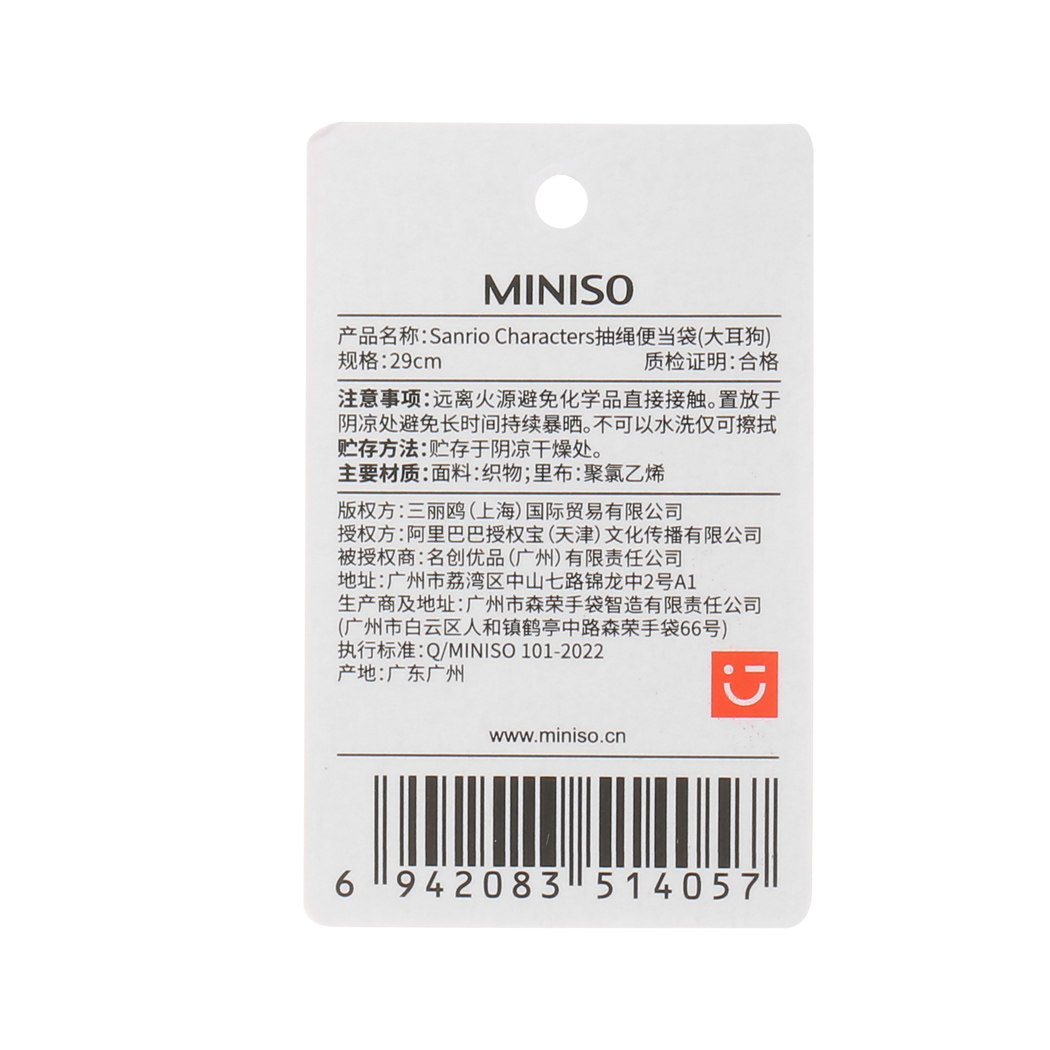 MINISO
产品名称:Sanrio Characters抽绳便当袋(大耳狗)
规格:29cm 质检证明:合格
注意事项:远离火源避免化学品直接接触。置放于
阴凉处避免长时间持续暴晒。不可以水洗仅可擦拭
贮存方法:贮存于阴凉干燥处。
主要材质:面料:织物;里布:聚氯乙烯
版权方:三丽鸥(上海)国际贸易有限公司
授权方:阿里巴巴授权宝(天津)文化传播有限公司
被授权商:名创优品(广州)有限责任公司
地址:广州市荔湾区中山七路锦龙中2号A1
生产商及地址:广州市森荣手袋智造有限责任公司
(广州市白云区人和镇鹤亭中路森荣手袋66号)
执行标准:Q/MINISO 101-2022
产地:广东广州
www.miniso.cn
6 942083 514057